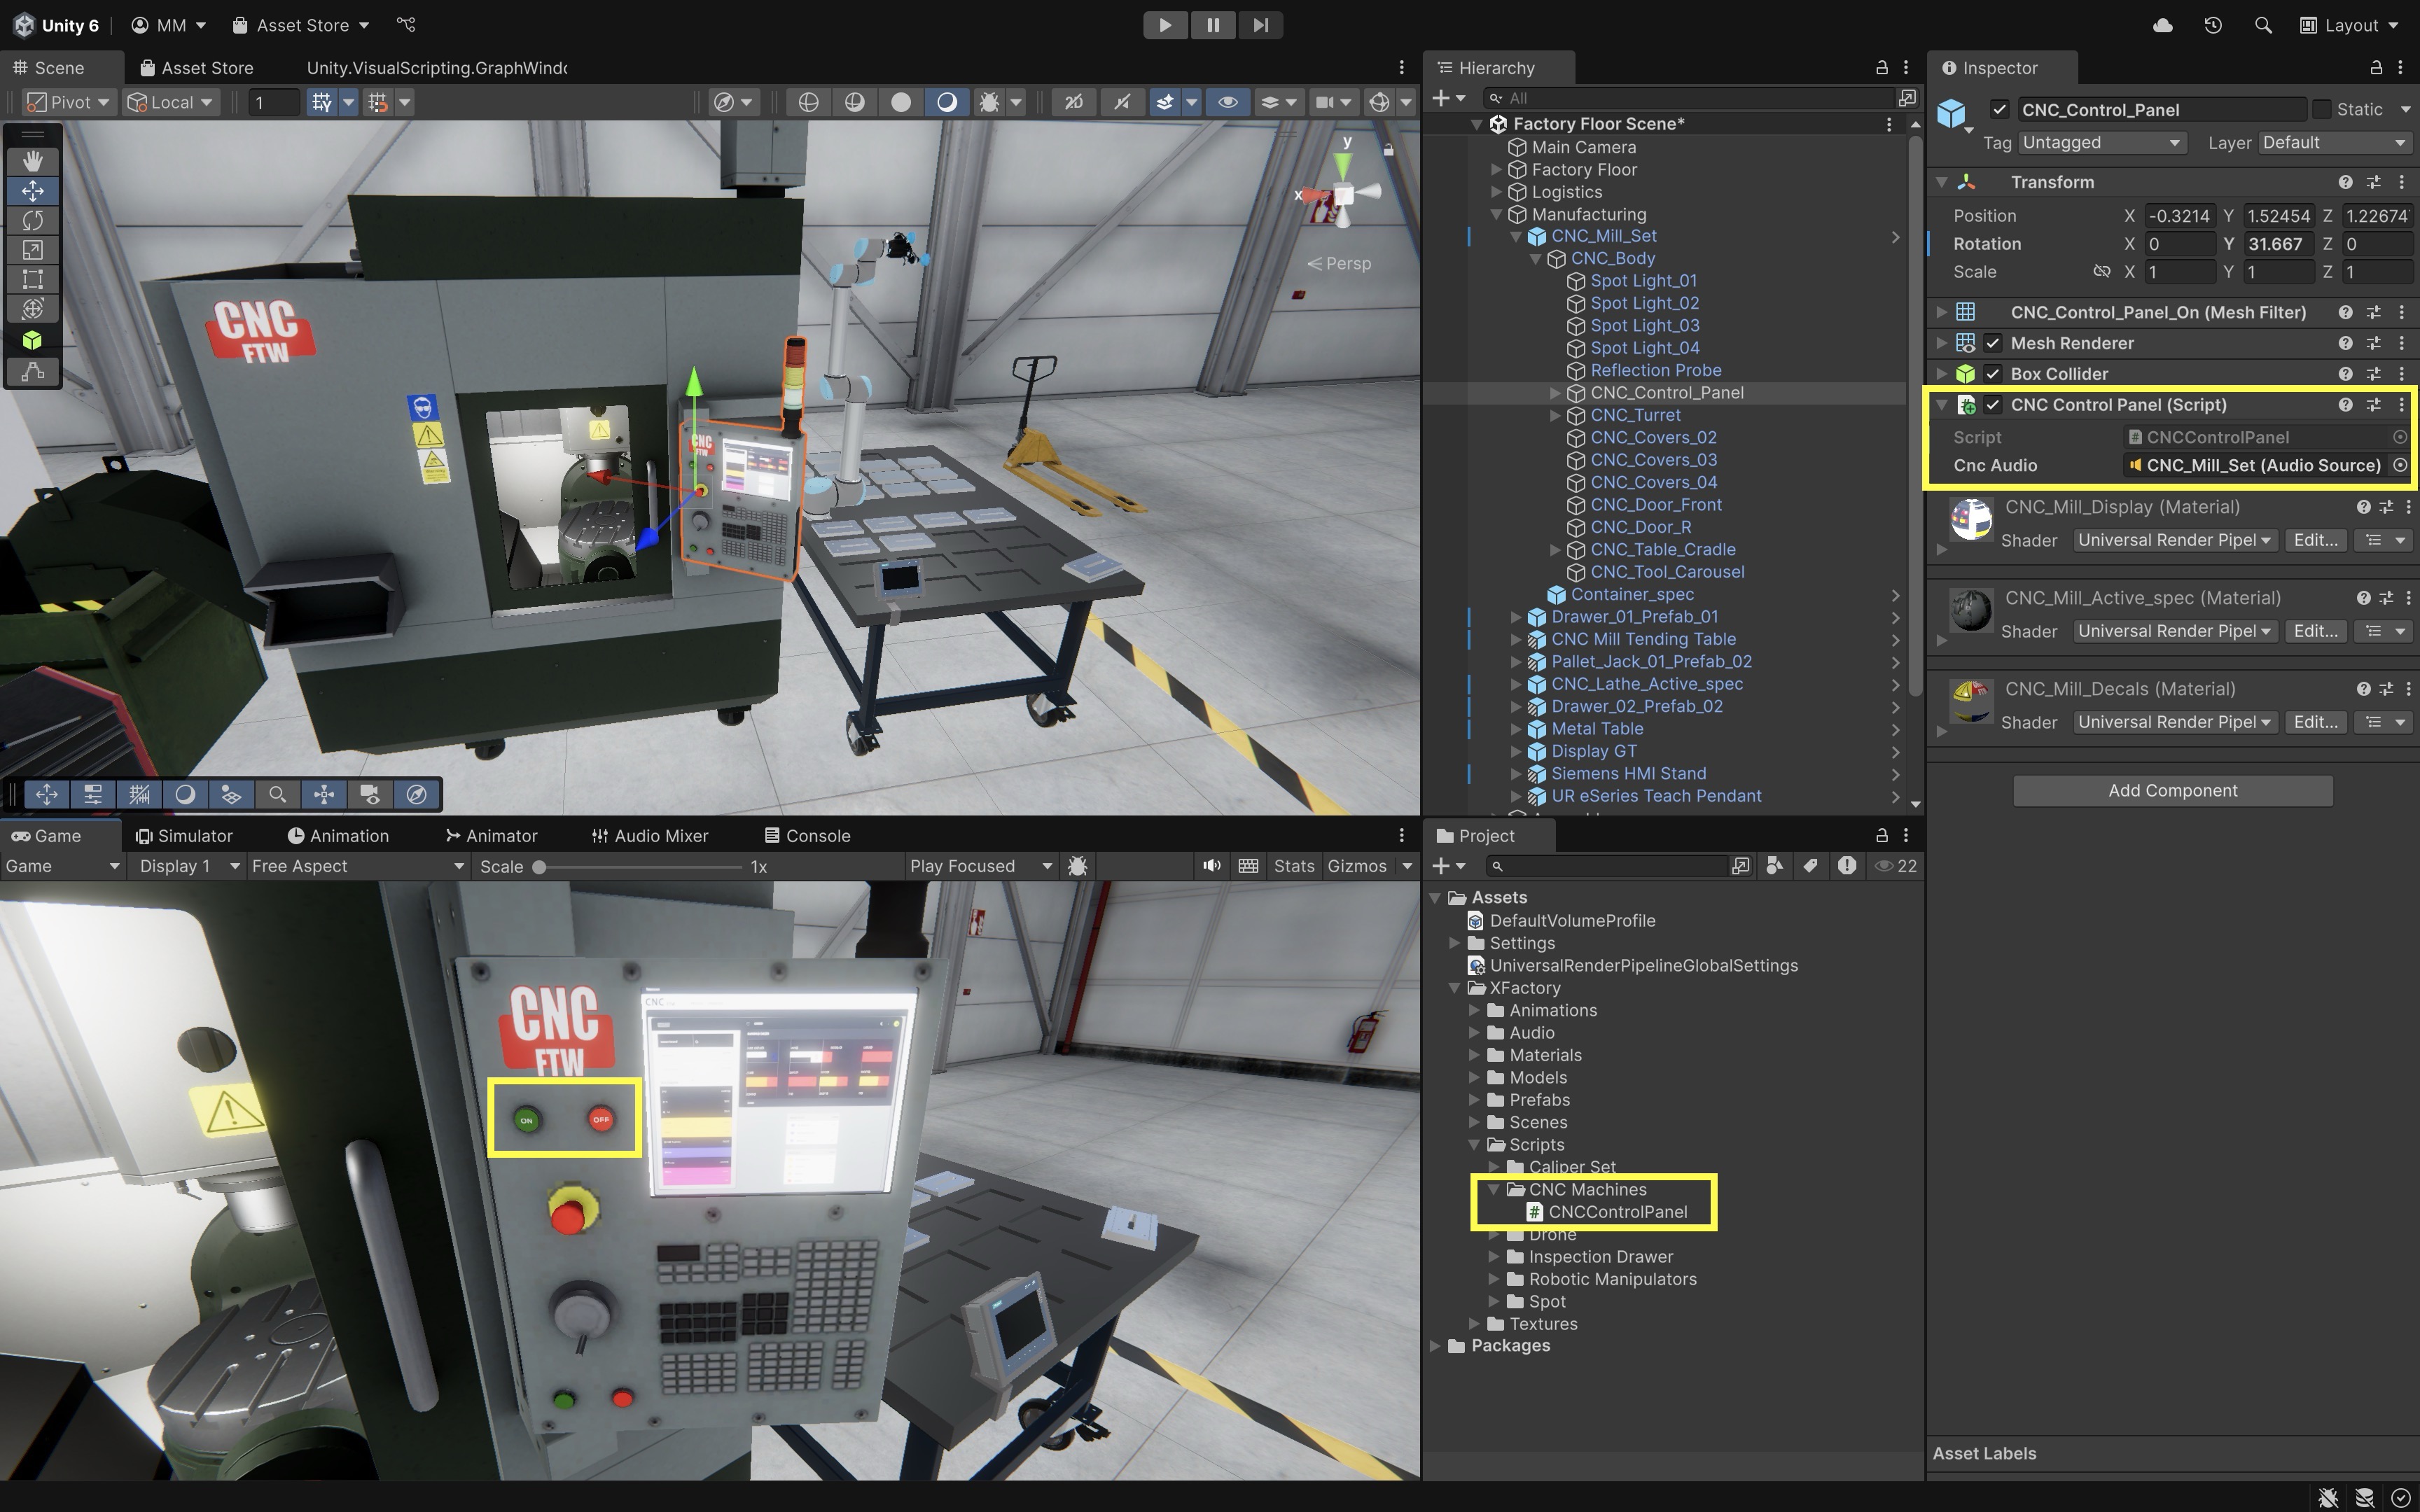 Unity 6
MM
Asset Store
Layout
Scene
Asset Store
Unity.VisualScripting.GraphWind
Pivot
Local
1
2D
y
x
Persp
CNC
FTW
CNC
Hierarchy
All
Factory Floor Scene*
Main Camera
Factory Floor
Logistics
Manufacturing
CNC_Mill_Set
CNC_Body
Spot Light_01
Spot Light_02
Spot Light_03
Spot Light_04
Reflection Probe
CNC_Control_Panel
CNC_Turret
CNC_Covers_02
CNC_Covers_03
CNC_Covers_04
CNC_Door_Front
CNC_Door_R
CNC_Table_Cradle
CNC_Tool_Carousel
Container_spec
Drawer_01_Prefab_01
CNC Mill Tending Table
Pallet_Jack_01_Prefab_02
CNC_Lathe_Active_spec
Drawer_02_Prefab_02
Metal Table
Display GT
Siemens HMI Stand
UR eSeries Teach Pendant
Inspector
CNC_Control_Panel
Static
Tag Untagged Layer Default
Transform
Position X -0.3214 Y 1.52454 Z 1.22674
Rotation X 0 Y 31.667 Z 0
Scale X 1 Y 1 Z 1
CNC_Control_Panel_On (Mesh Filter)
Mesh Renderer
Box Collider
CNC Control Panel (Script)
Script CNCControlPanel
Cnc Audio CNC_Mill_Set (Audio Source)
CNC_Mill_Display (Material)
Shader Universal Render Pipel Edit...
CNC_Mill_Active_spec (Material)
Shader Universal Render Pipel Edit...
CNC_Mill_Decals (Material)
Shader Universal Render Pipel Edit...
Add Component
Asset Labels
Game
Simulator
Animation
Animator
Audio Mixer
Console
Game Display 1 Free Aspect Scale 1x Play Focused Stats Gizmos
CNC
FTW
CNC
ON
OFF
Project
22
Assets
DefaultVolumeProfile
Settings
UniversalRenderPipelineGlobalSettings
XFactory
Animations
Audio
Materials
Models
Prefabs
Scenes
Scripts
Caliper Set
CNC Machines
CNCControlPanel
Drone
Inspection Drawer
Robotic Manipulators
Spot
Textures
Packages